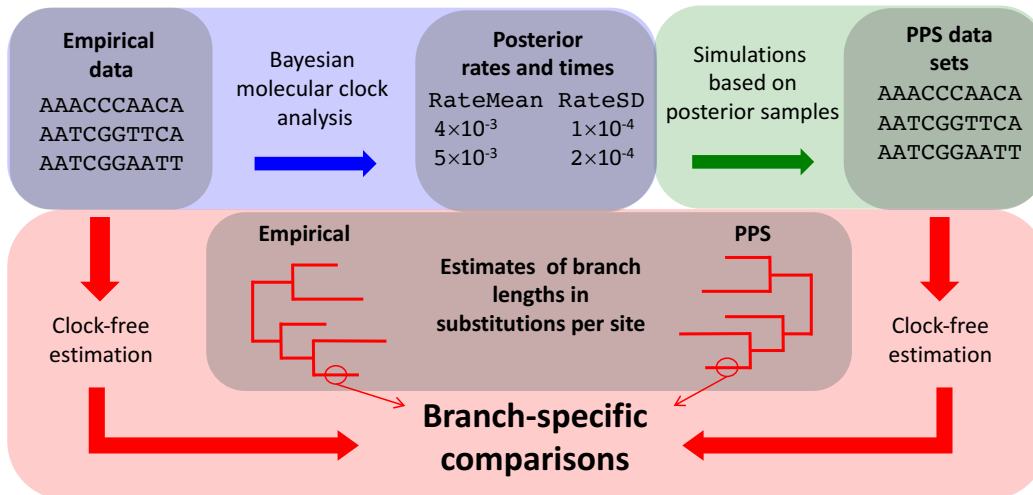 Empirical
data
AAACCCAACA
AATCGGTTCA
AATCGGAATT
Bayesian
molecular clock
analysis
Posterior
rates and times
RateMean RateSD
4×10⁻³ 1×10⁻⁴
5×10⁻³ 2×10⁻⁴
Simulations
based on
posterior samples
PPS data
sets
AAACCCAACA
AATCGGTTCA
AATCGGAATT
Empirical
PPS
Estimates of branch
lengths in
substitutions per site
Clock-free
estimation
Clock-free
estimation
Branch-specific
comparisons